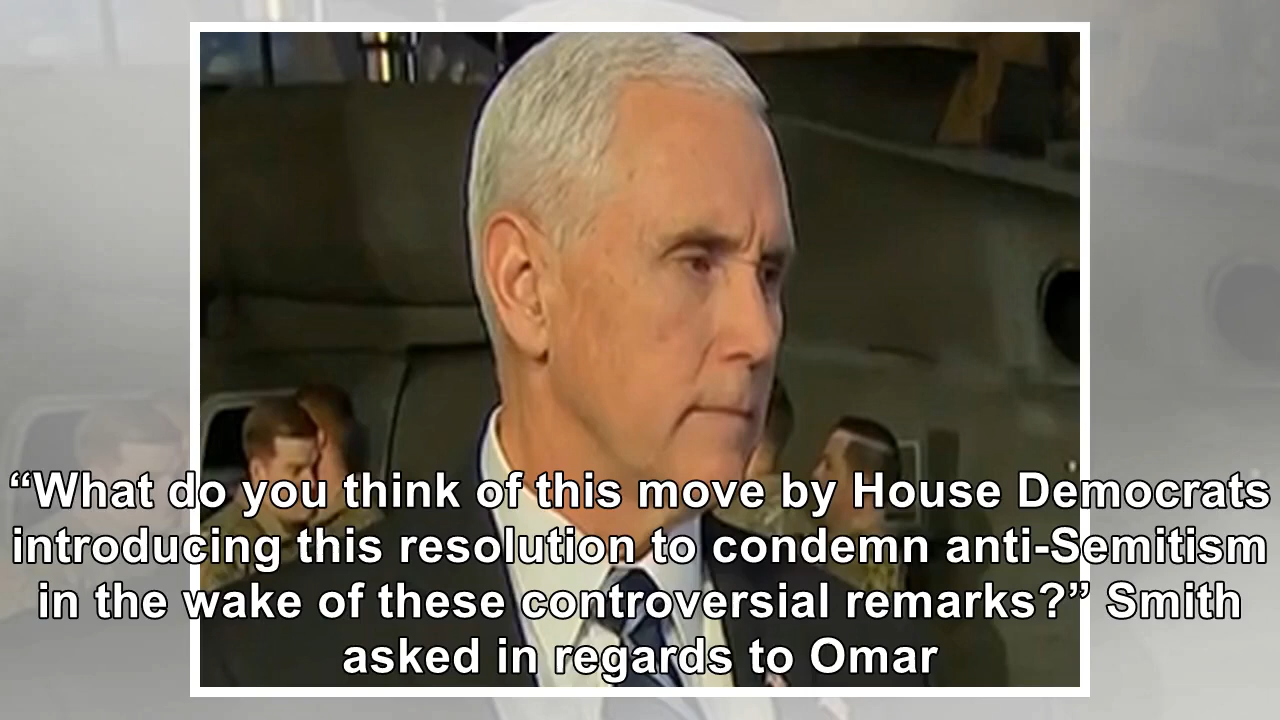 “What do you think of this move by House Democrats
introducing this resolution to condemn anti-Semitism
in the wake of these controversial remarks?” Smith
asked in regards to Omar